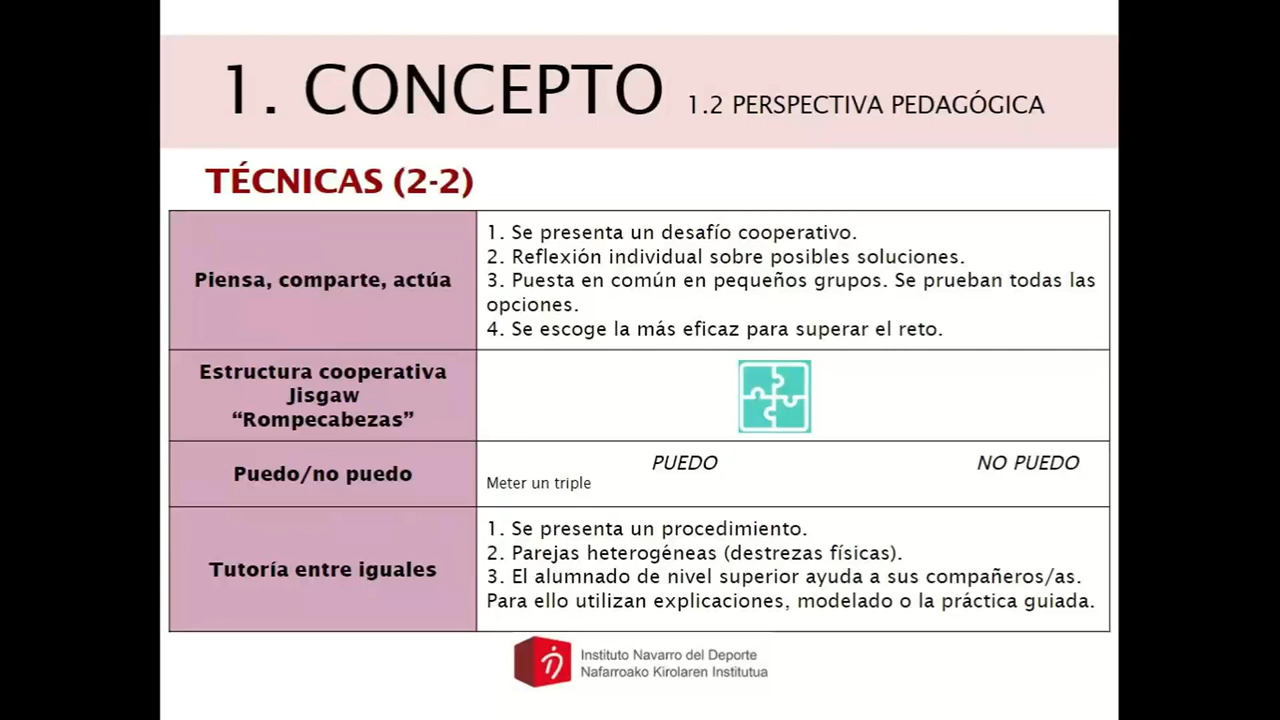 1. CONCEPTO 1.2 PERSPECTIVA PEDAGÓGICA
TÉCNICAS (2-2)
Piensa, comparte, actúa
1. Se presenta un desafío cooperativo.
2. Reflexión individual sobre posibles soluciones.
3. Puesta en común en pequeños grupos. Se prueban todas las
opciones.
4. Se escoge la más eficaz para superar el reto.
Estructura cooperativa
Jisgaw
“Rompecabezas”
Puedo/no puedo
PUEDO NO PUEDO
Meter un triple
Tutoría entre iguales
1. Se presenta un procedimiento.
2. Parejas heterogéneas (destrezas físicas).
3. El alumnado de nivel superior ayuda a sus compañeros/as.
Para ello utilizan explicaciones, modelado o la práctica guiada.
Instituto Navarro del Deporte
Nafarroako Kirolaren Institutua